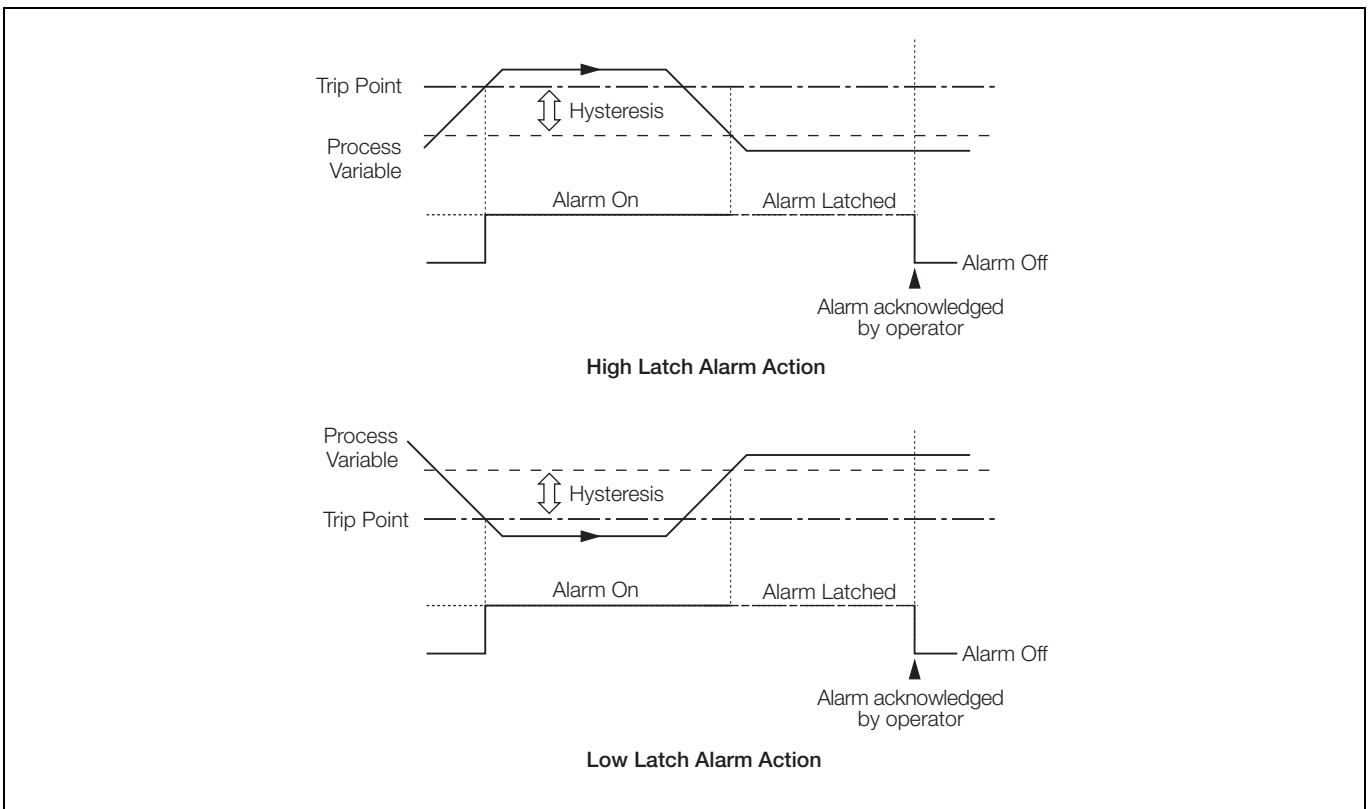 Trip Point
Hysteresis
Process
Variable
Alarm On
Alarm Latched
Alarm Off
Alarm acknowledged
by operator
High Latch Alarm Action
Process
Variable
Hysteresis
Trip Point
Alarm On
Alarm Latched
Alarm Off
Alarm acknowledged
by operator
Low Latch Alarm Action